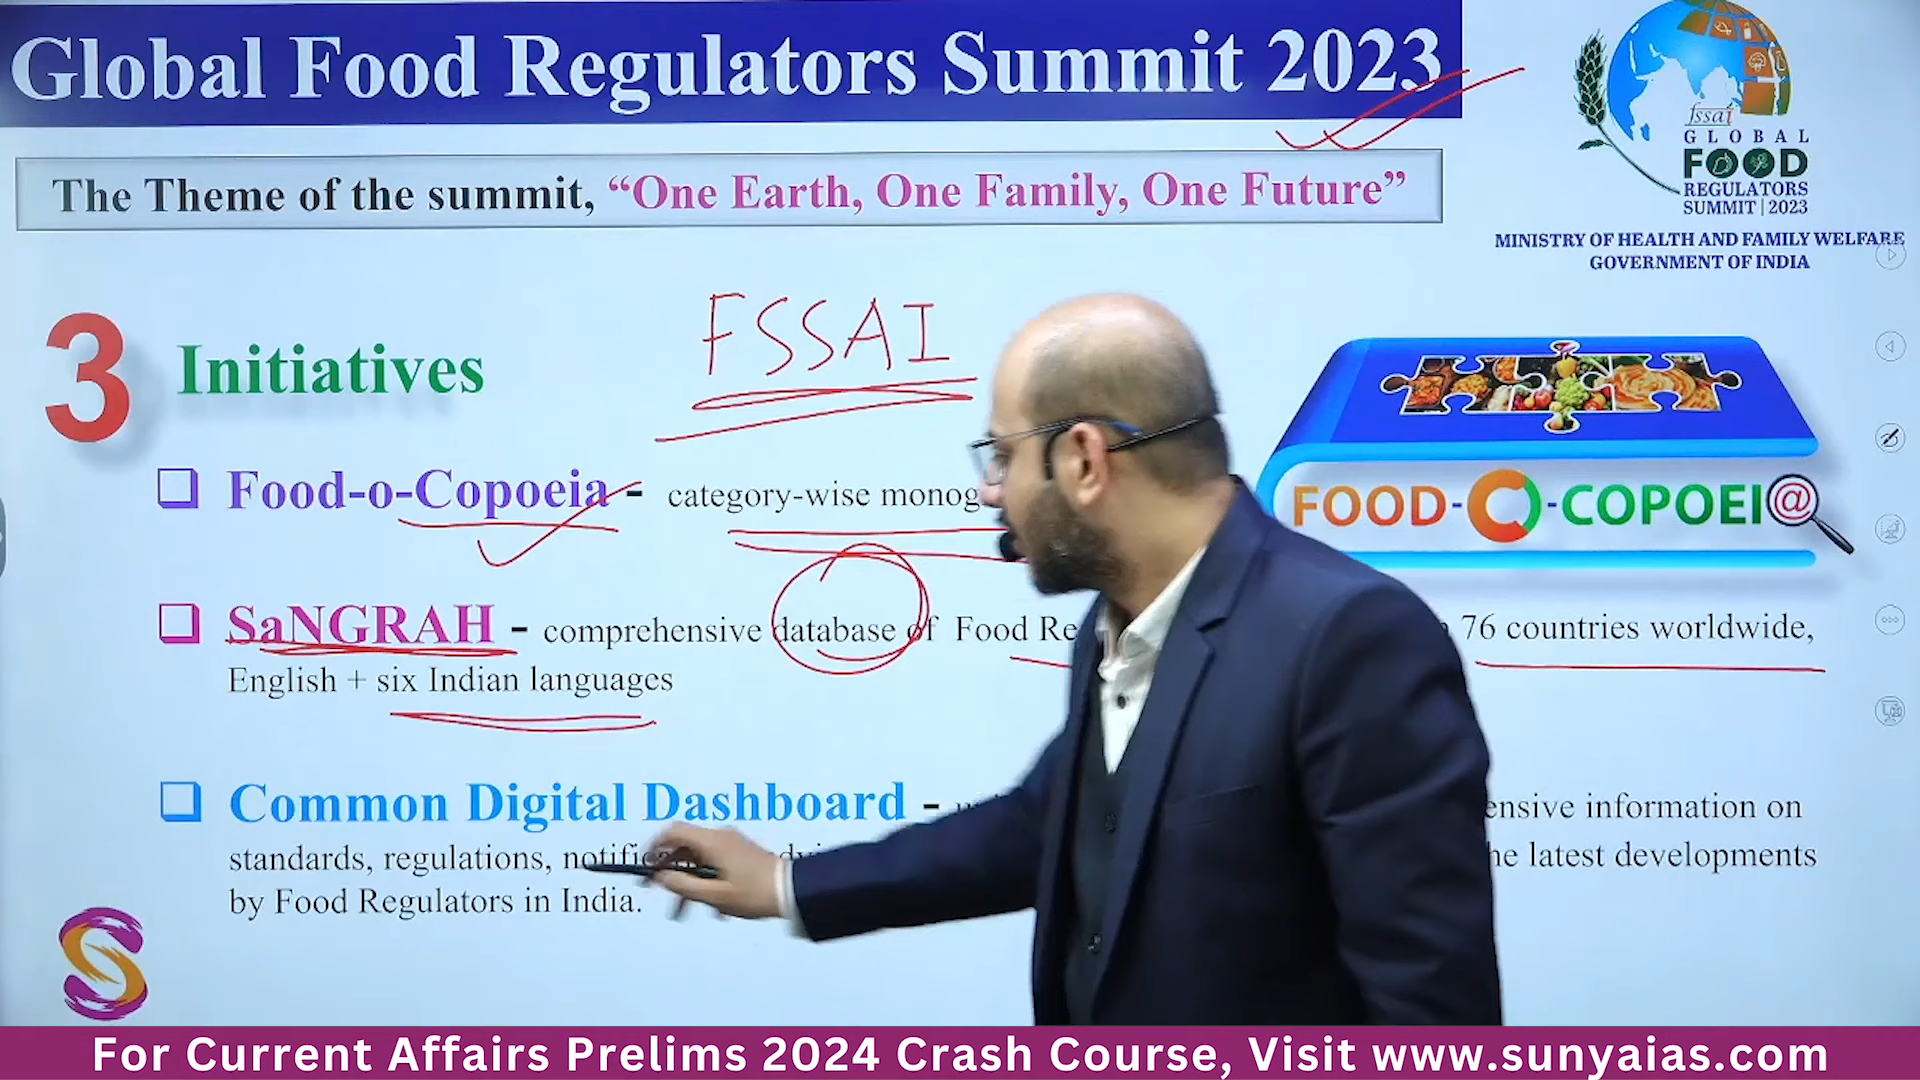 Global Food Regulators Summit 2023
The Theme of the summit, “One Earth, One Family, One Future”
fssai
GLOBAL
FOOD
REGULATORS
SUMMIT | 2023
MINISTRY OF HEALTH AND FAMILY WELFARE
GOVERNMENT OF INDIA
3 Initiatives
FSSAI
Food-o-Copoeia - category-wise
FOOD-O-COPOEI@
SaNGRAH - comprehensive database of Food 76 countries worldwide,
English + six Indian languages
Common Digital Dashboard - information on
standards, regulations, the latest developments
by Food Regulators in India.
S
For Current Affairs Prelims 2024 Crash Course, Visit www.sunyaias.com